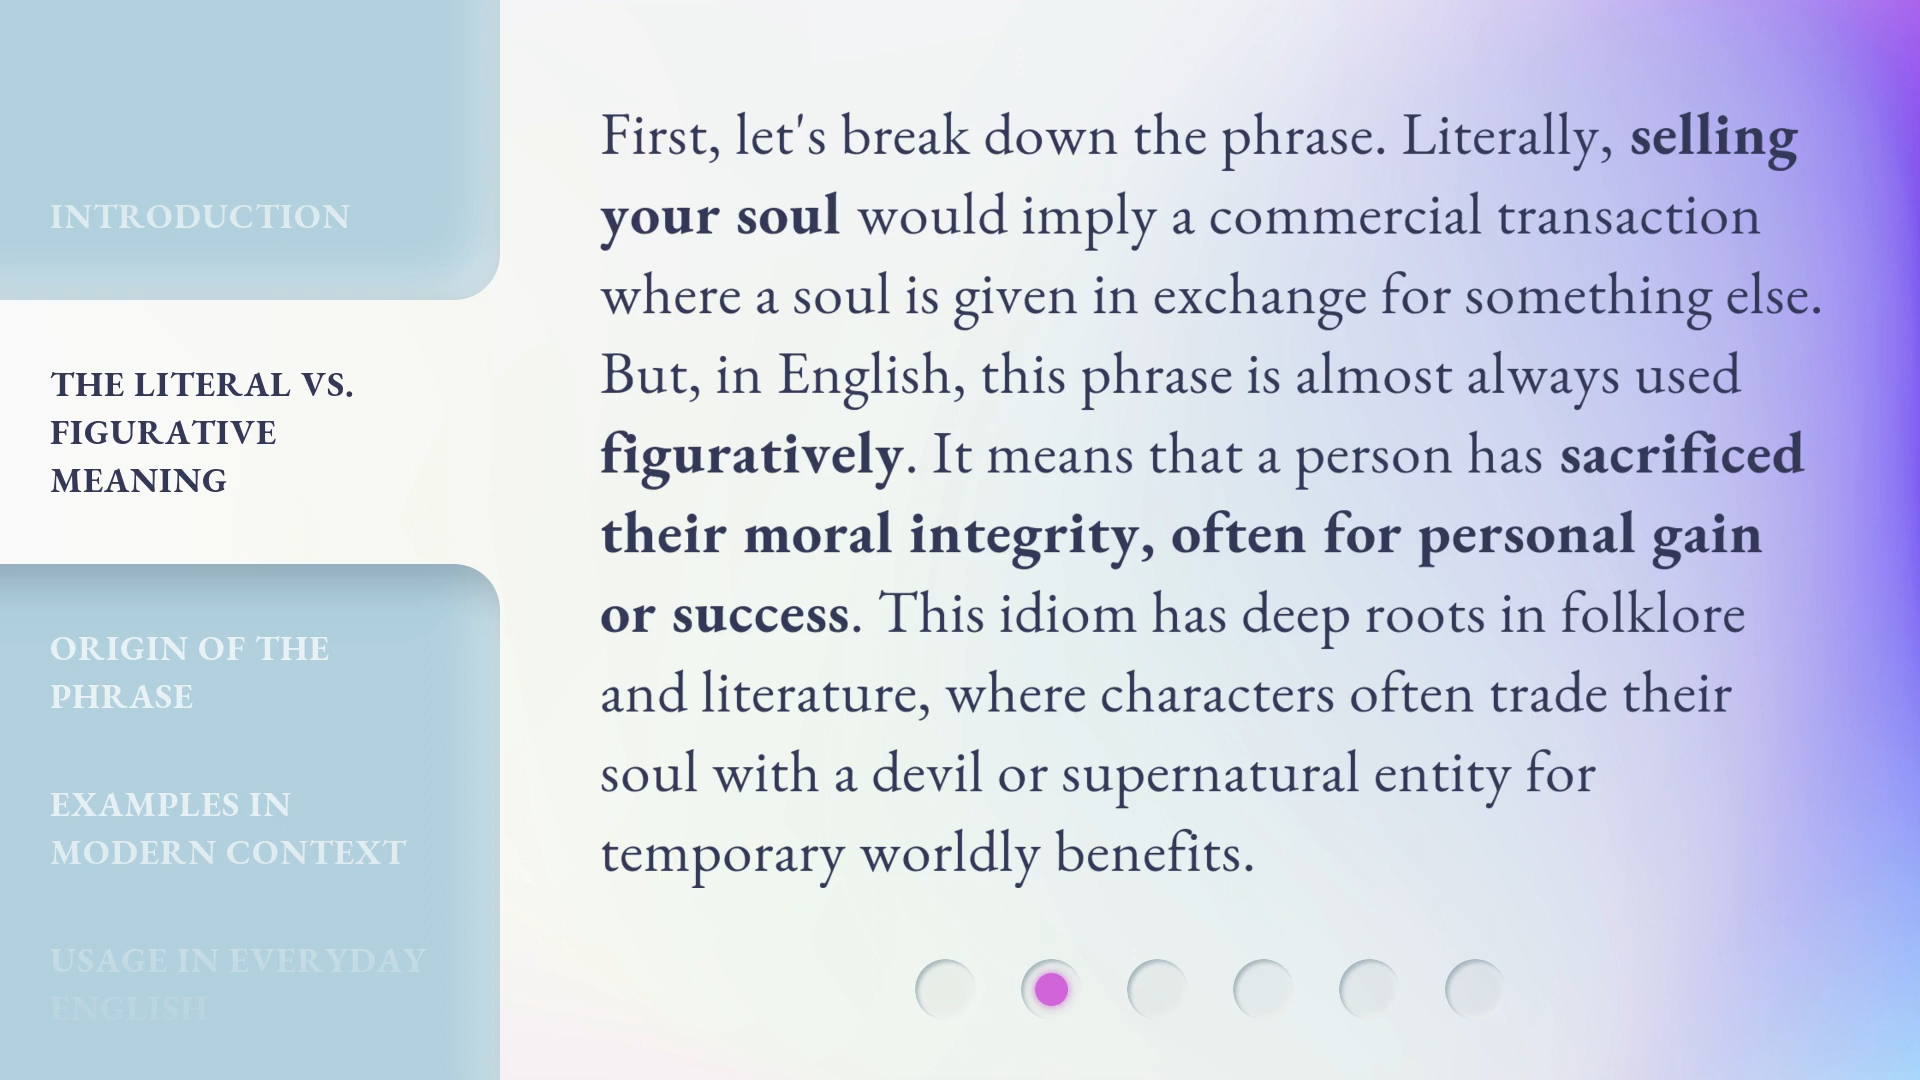 INTRODUCTION
THE LITERAL VS.
FIGURATIVE
MEANING
ORIGIN OF THE
PHRASE
EXAMPLES IN
MODERN CONTEXT
USAGE IN EVERYDAY
ENGLISH
First, let's break down the phrase. Literally, selling
your soul would imply a commercial transaction
where a soul is given in exchange for something else.
But, in English, this phrase is almost always used
figuratively. It means that a person has sacrificed
their moral integrity, often for personal gain
or success. This idiom has deep roots in folklore
and literature, where characters often trade their
soul with a devil or supernatural entity for
temporary worldly benefits.